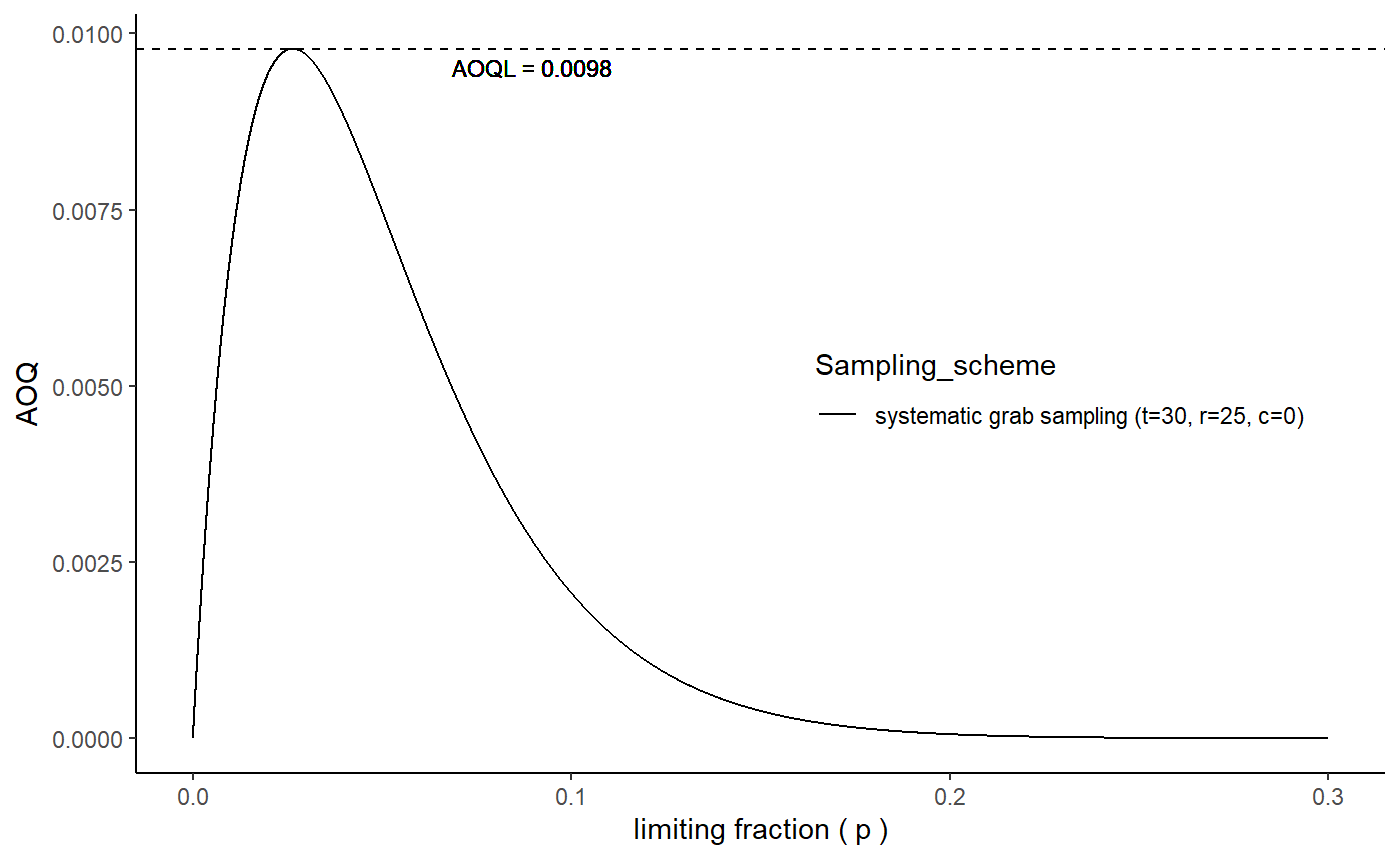 0.0100
AOQL = 0.0098
0.0075
0.0050
0.0025
0.0000
AOQ
Sampling_scheme
systematic grab sampling (t=30, r=25, c=0)
0.0
0.1
0.2
0.3
limiting fraction ( p )